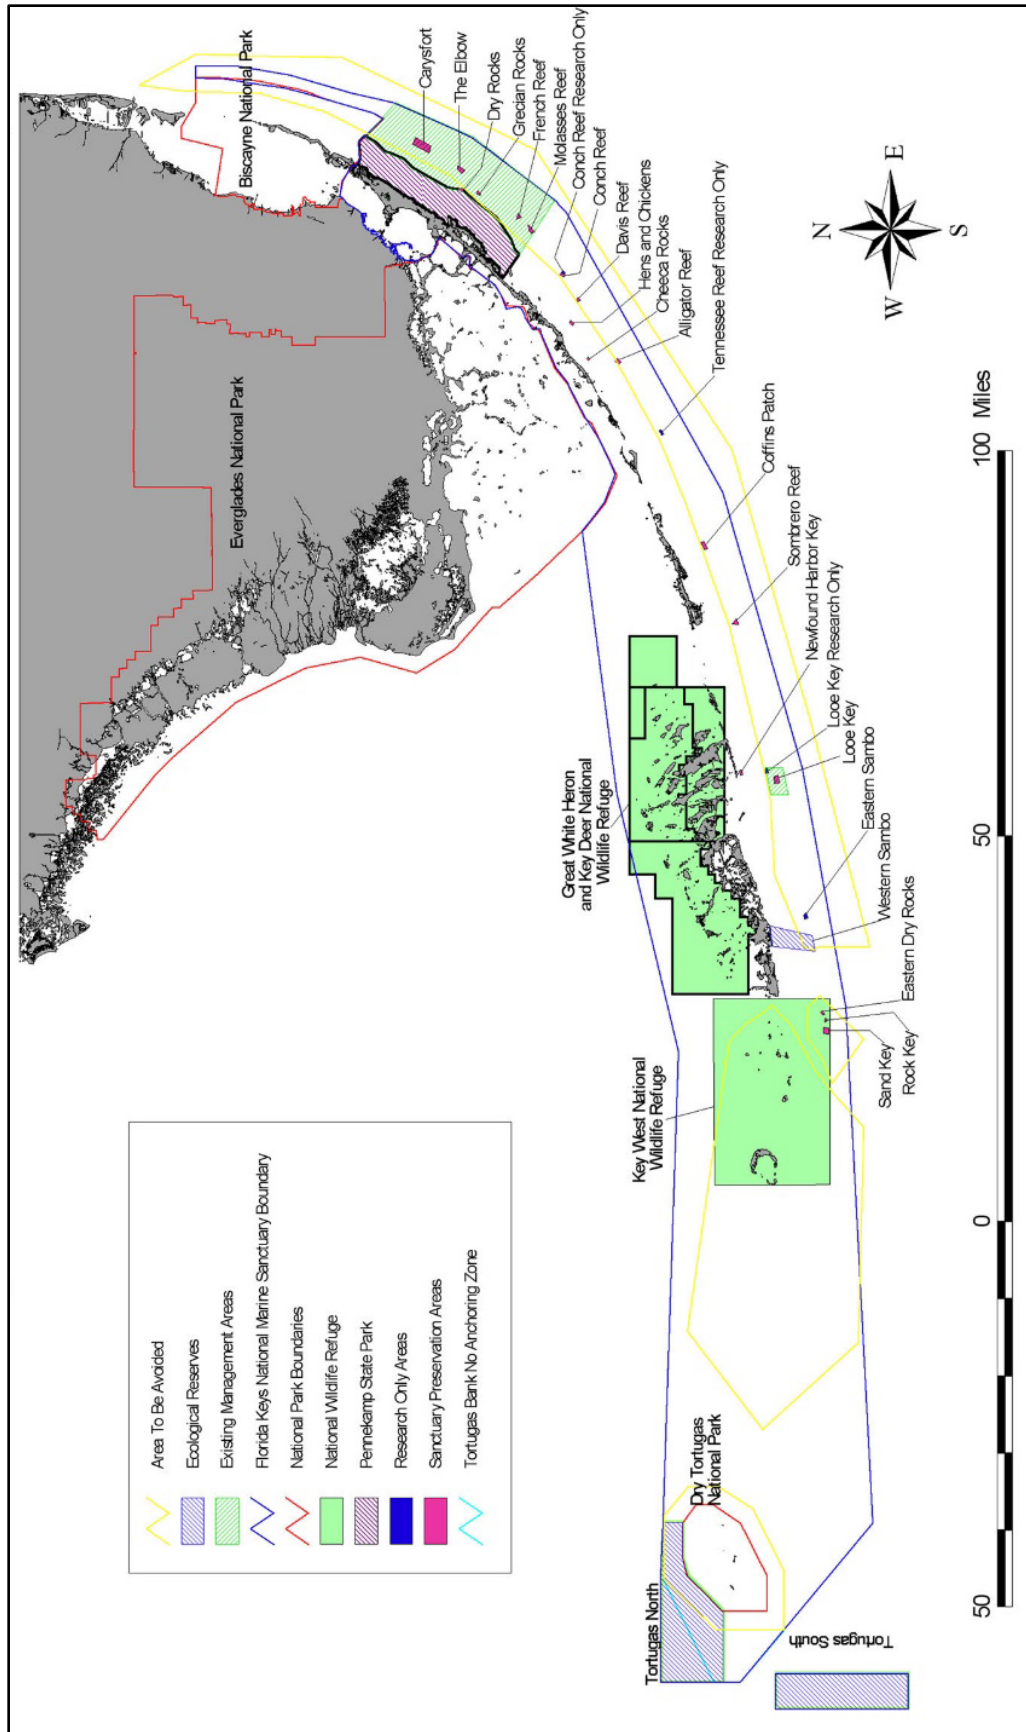 Area To Be Avoided
Ecological Reserves
Existing Management Areas
Florida Keys National Marine Sanctuary Boundary
National Park Boundaries
National Wildlife Refuge
Pennekamp State Park
Research Only Areas
Sanctuary Preservation Areas
Tortugas Bank No Anchoring Zone
Everglades National Park
Biscayne National Park
Carysfort
The Elbow
Dry Rocks
Grecian Rocks
French Reef
Molasses Reef
Conch Reef Research Only
Conch Reef
Davis Reef
Hens and Chickens
Cheeca Rocks
Alligator Reef
Tennessee Reef Research Only
Coffins Patch
Sombrero Reef
Newfound Harbor Key
Looe Key Research Only
Looe Key
Eastern Sambo
Western Sambo
Eastern Dry Rocks
Rock Key
Sand Key
Great White Heron
and Key Deer National
Wildlife Refuge
Key West National
Wildlife Refuge
Dry Tortugas
National Park
Tortugas North
Tortugas South
N
E
S
W
50
0
50
100 Miles